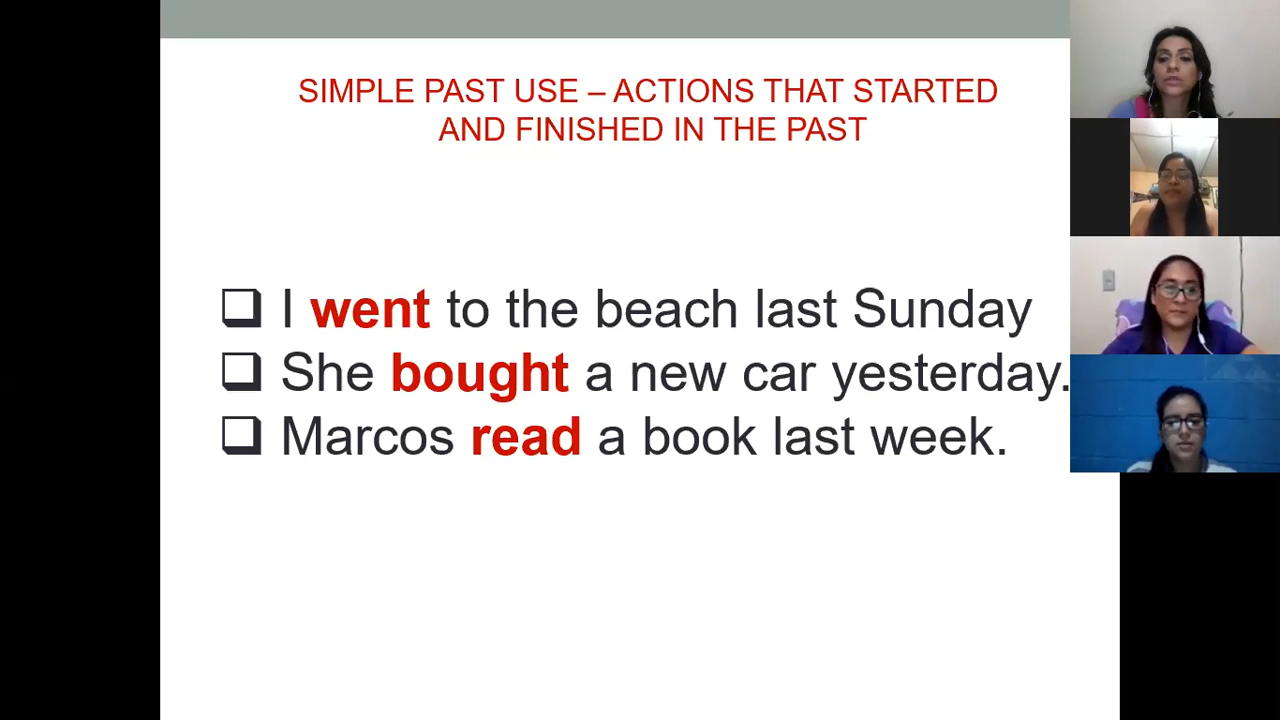 SIMPLE PAST USE – ACTIONS THAT STARTED
AND FINISHED IN THE PAST
❑ I went to the beach last Sunday
❑ She bought a new car yesterday.
❑ Marcos read a book last week.